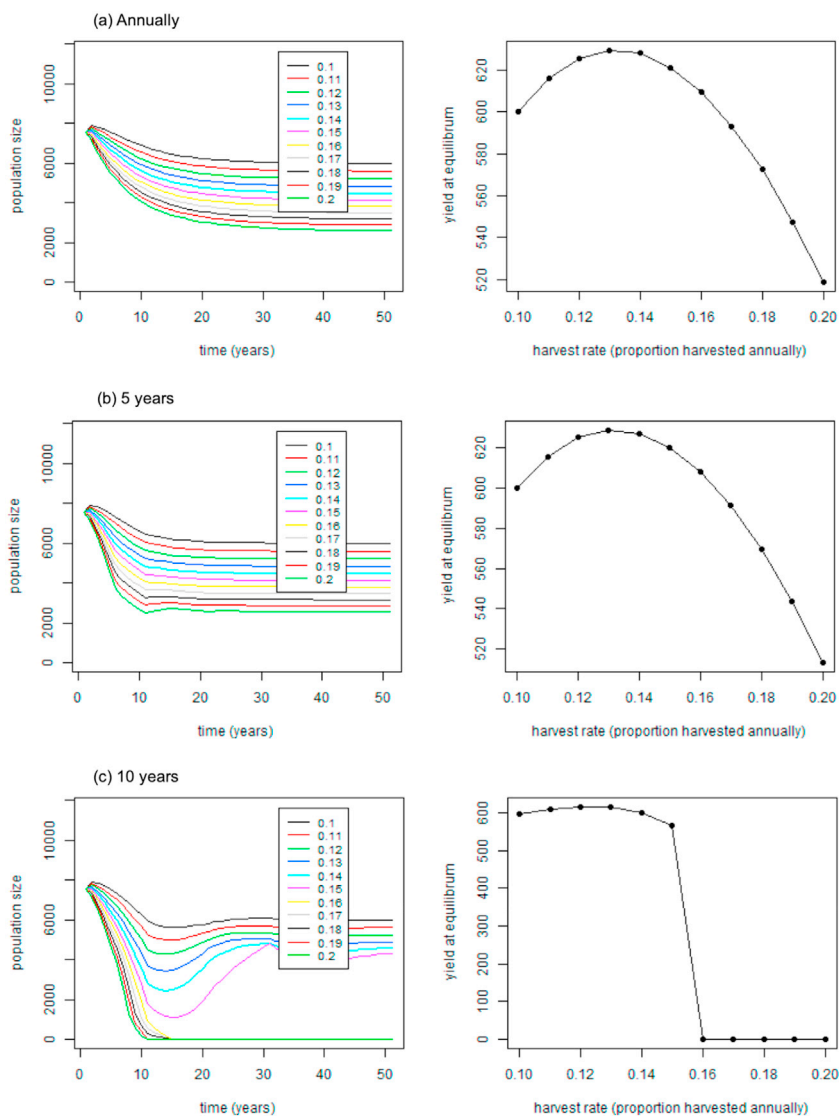 (a) Annually
population size
0 2000 6000 10000
0 10 20 30 40 50
time (years)
0.1
0.11
0.12
0.13
0.14
0.15
0.16
0.17
0.18
0.19
0.2
yield at equilibrum
520 540 560 580 600 620
0.10 0.12 0.14 0.16 0.18 0.20
harvest rate (proportion harvested annually)
(b) 5 years
population size
0 2000 6000 10000
0 10 20 30 40 50
time (years)
0.1
0.11
0.12
0.13
0.14
0.15
0.16
0.17
0.18
0.19
0.2
yield at equilibrum
520 540 560 580 600 620
0.10 0.12 0.14 0.16 0.18 0.20
harvest rate (proportion harvested annually)
(c) 10 years
population size
0 2000 6000 10000
0 10 20 30 40 50
time (years)
0.1
0.11
0.12
0.13
0.14
0.15
0.16
0.17
0.18
0.19
0.2
yield at equilibrum
0 100 200 300 400 500 600
0.10 0.12 0.14 0.16 0.18 0.20
harvest rate (proportion harvested annually)